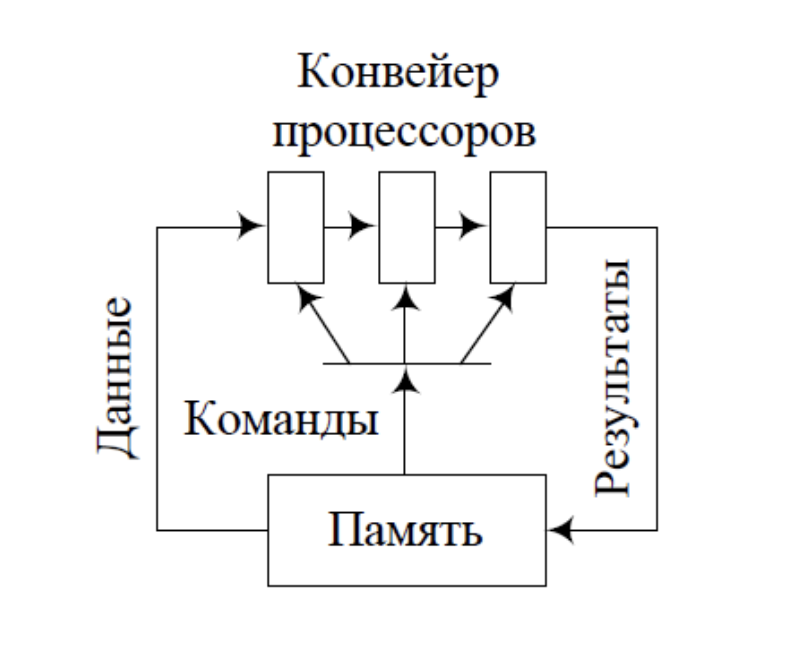 Конвейер
процессоров
Данные
Команды
Результаты
Память